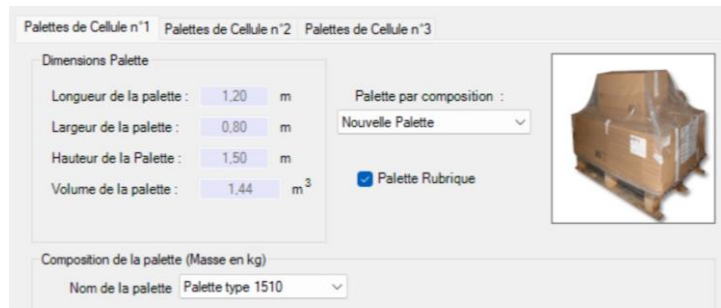 Palettes de Cellule n°1 Palettes de Cellule n°2 Palettes de Cellule n°3
Dimensions Palette
Longueur de la palette : 1,20 m
Palette par composition :
Largeur de la palette : 0,80 m
Nouvelle Palette
Hauteur de la Palette : 1,50 m
Palette Rubrique
Volume de la palette : 1,44 m³
Composition de la palette (Masse en kg)
Nom de la palette Palette type 1510